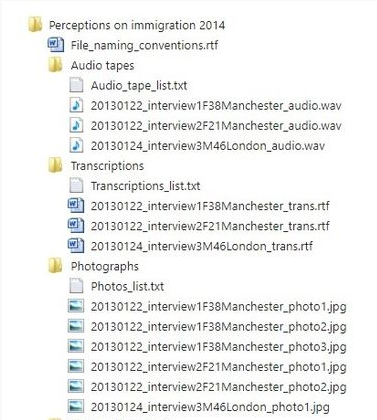 Perceptions on immigration 2014
File_naming_conventions.rtf
Audio tapes
Audio_tape_list.txt
20130122_interview1F38Manchester_audio.wav
20130122_interview2F21Manchester_audio.wav
20130124_interview3M46London_audio.wav
Transcriptions
Transcriptions_list.txt
20130122_interview1F38Manchester_trans.rtf
20130122_interview2F21Manchester_trans.rtf
20130124_interview3M46London_trans.rtf
Photographs
Photos_list.txt
20130122_interview1F38Manchester_photo1.jpg
20130122_interview1F38Manchester_photo2.jpg
20130122_interview1F38Manchester_photo3.jpg
20130122_interview2F21Manchester_photo1.jpg
20130122_interview2F21Manchester_photo2.jpg
20130124_interview3M46London_photo1.jpg